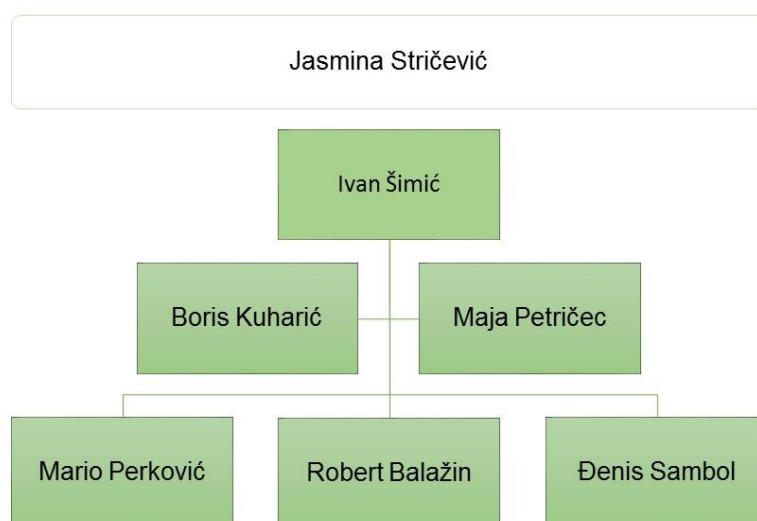 Jasmina Stričević
Ivan Šimić
Boris Kuharić
Maja Petričec
Mario Perković
Robert Balažin
Đenis Sambol